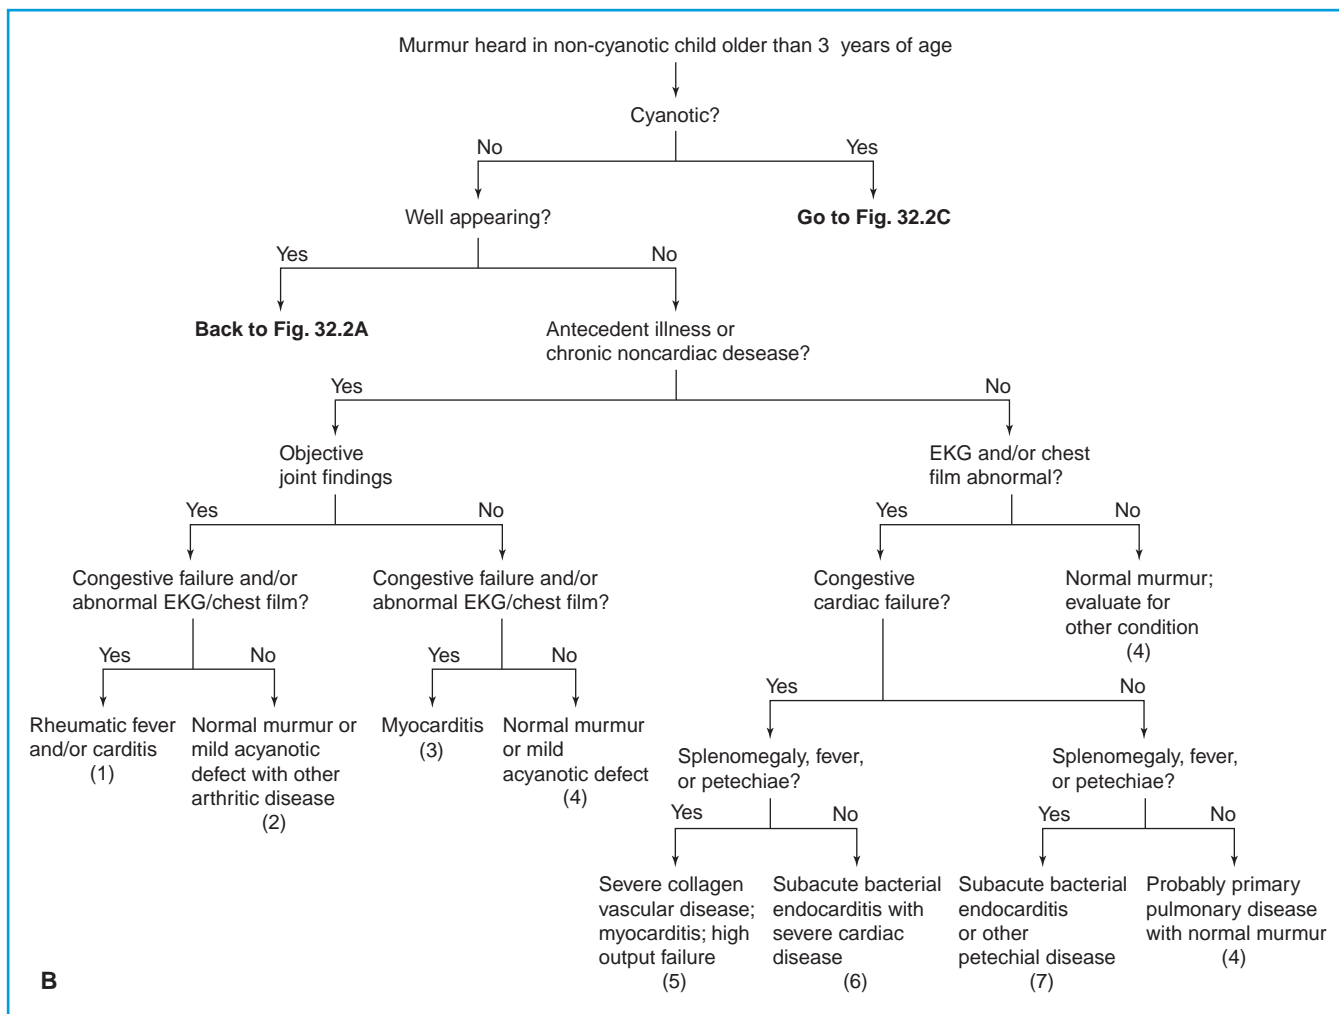 Murmur heard in non-cyanotic child older than 3 years of age
Cyanotic?
No
Yes
Well appearing?
Go to Fig. 32.2C
Yes
No
Back to Fig. 32.2A
Antecedent illness or
chronic noncardiac desease?
Yes
No
Objective
joint findings
EKG and/or chest
film abnormal?
Yes
No
Yes
No
Congestive failure and/or
abnormal EKG/chest film?
Congestive failure and/or
abnormal EKG/chest film?
Congestive
cardiac failure?
Normal murmur;
evaluate for
other condition
(4)
Yes
No
Yes
No
Yes
No
Rheumatic fever
and/or carditis
(1)
Normal murmur or
mild acyanotic
defect with other
arthritic disease
(2)
Myocarditis
(3)
Normal murmur
or mild
acyanotic defect
(4)
Splenomegaly, fever,
or petechiae?
Splenomegaly, fever,
or petechiae?
Yes
No
Yes
No
Severe collagen
vascular disease;
myocarditis; high
output failure
(5)
Subacute bacterial
endocarditis with
severe cardiac
disease
(6)
Subacute bacterial
endocarditis
or other
petechial disease
(7)
Probably primary
pulmonary disease
with normal murmur
(4)
B